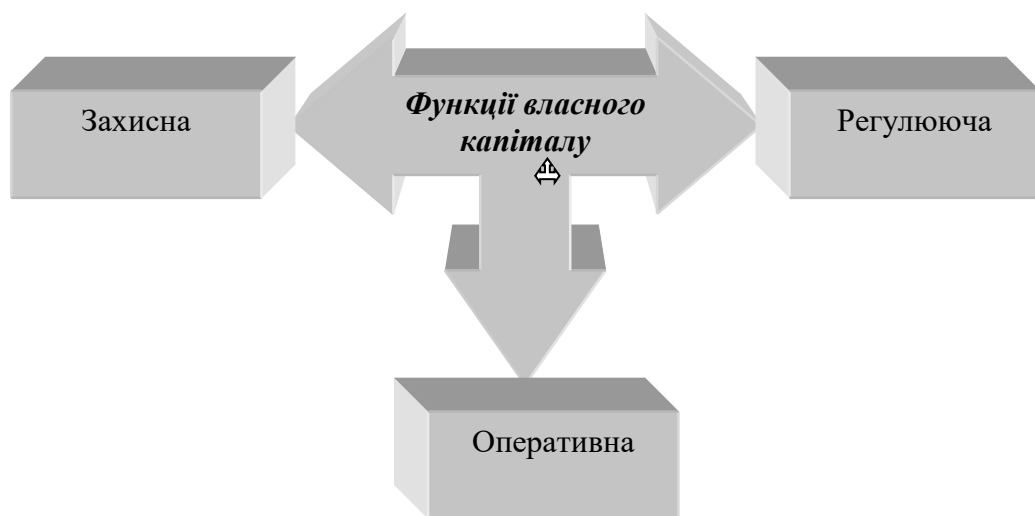 Функції власного
капіталу
Захисна
Регулююча
Оперативна